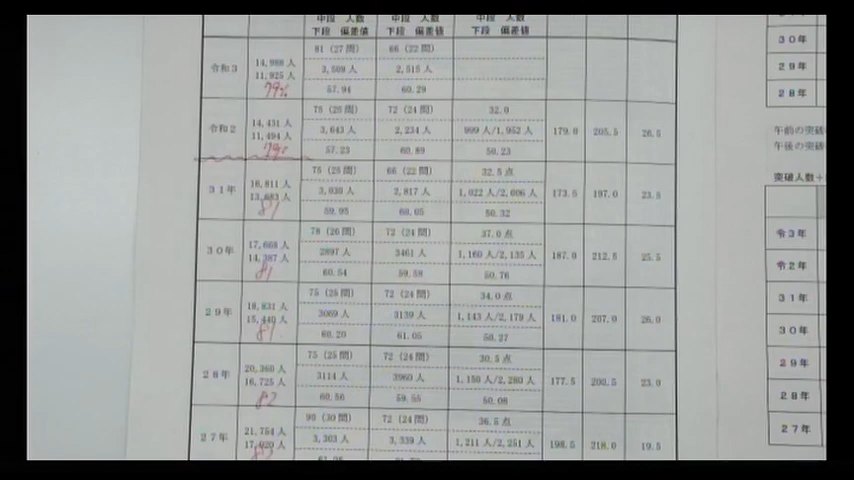 中段 人数 中段 人数 中段 人数
下段 偏差値 下段 偏差値 下段 偏差値
令和3 14,988人 81 (27問) 66 (22問)
11,925人 3,509人 2,515人
79% 57.94 60.29
令和2 14,431人 75 (25問) 72 (24問) 32.0
11,494人 3,643人 2,234人 999人/1,952人 179.0 205.5 26.5
79% 57.23 60.89 50.23
31年 16,811人 75 (25問) 66 (22問) 32.5点
13,683人 2,817人 1,022人/2,006人 173.5 197.0 23.5
81 59.95 60.05 50.32
30年 17,668人 78 (26問) 72 (24問) 37.0点
14,387人 2897人 3461人 1,160人/2,135人 187.0 212.5 25.5
81 60.54 59.58 50.76
29年 18,831人 75 (25問) 72 (24問) 34.0点
15,440人 3069人 3139人 1,143人/2,179人 181.0 207.0 26.0
81. 60.20 61.05 50.27
28年 20,360人 75 (25問) 72 (24問) 30.5点
16,725人 3114人 3960人 1,150人/2,260人 177.5 200.5 23.0
82 60.56 59.55 50.08
27年 21,754人 90 (30問) 72 (24問) 36.5点
17,920人 3,303人 3,339人 1,211人/2,251人 198.5 218.0 19.5
30年
29年
28年
午前の突破
午後の突破
突破人数÷
令3年
令2年
31年
30年
29年
28年
27年